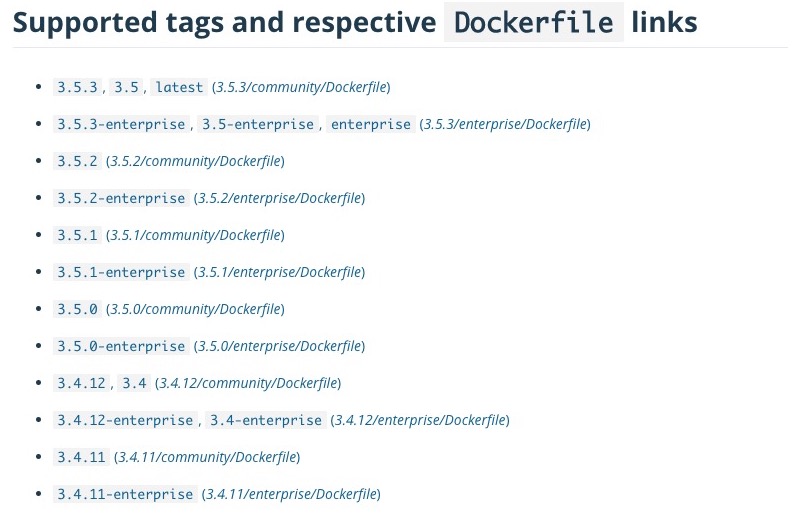 Supported tags and respective Dockerfile links
3.5.3, 3.5, latest (3.5.3/community/Dockerfile)
3.5.3-enterprise, 3.5-enterprise, enterprise (3.5.3/enterprise/Dockerfile)
3.5.2 (3.5.2/community/Dockerfile)
3.5.2-enterprise (3.5.2/enterprise/Dockerfile)
3.5.1 (3.5.1/community/Dockerfile)
3.5.1-enterprise (3.5.1/enterprise/Dockerfile)
3.5.0 (3.5.0/community/Dockerfile)
3.5.0-enterprise (3.5.0/enterprise/Dockerfile)
3.4.12, 3.4 (3.4.12/community/Dockerfile)
3.4.12-enterprise, 3.4-enterprise (3.4.12/enterprise/Dockerfile)
3.4.11 (3.4.11/community/Dockerfile)
3.4.11-enterprise (3.4.11/enterprise/Dockerfile)